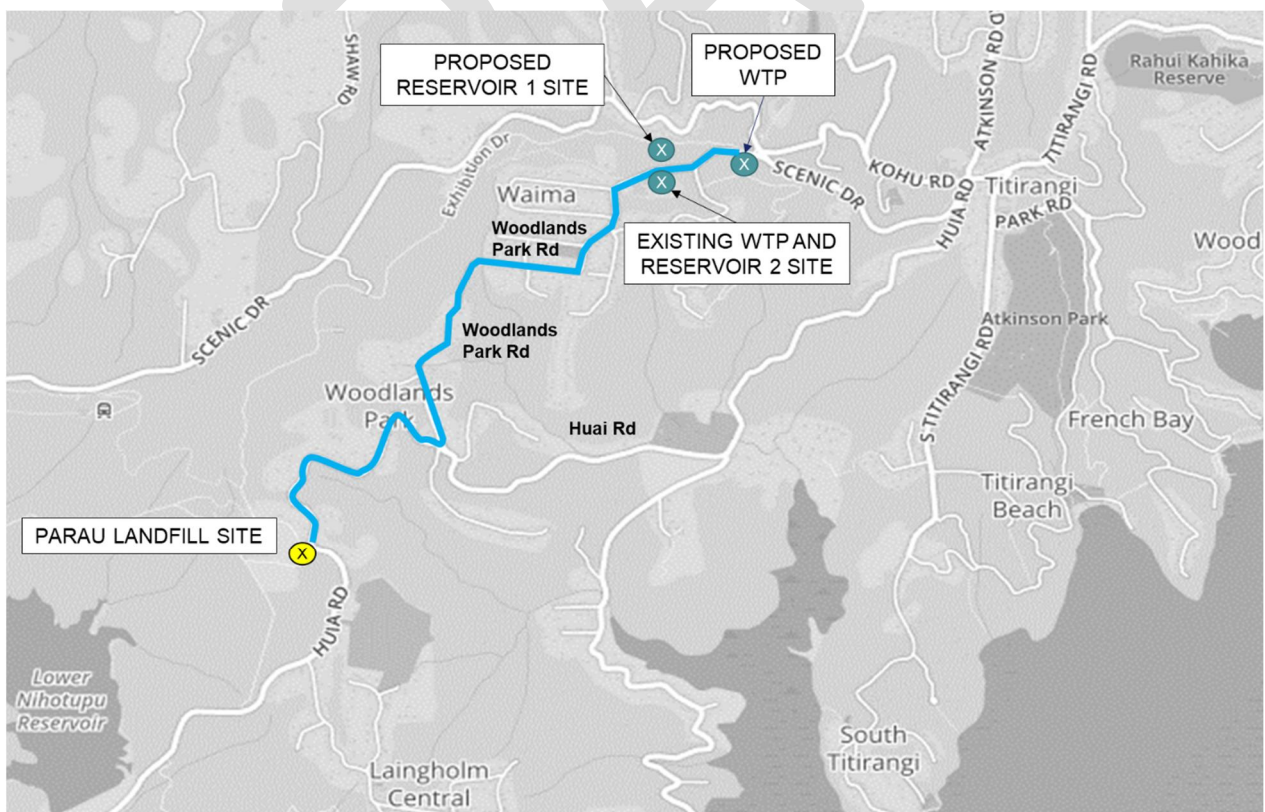 PROPOSED
RESERVOIR 1 SITE
PROPOSED
WTP
Rahui Kahika
Reserve
SHAW RD
ATKINSON RD
TITIRANGI RD
Exhibition Dr
Waima
X
X
X
SCENIC DR
KOHU RD
HUIA RD
Titirangi
PARK RD
Wood
Woodlands
Park Rd
EXISTING WTP AND
RESERVOIR 2 SITE
SCENIC DR
Woodlands
Park Rd
Atkinson Park
S TITIRANGI RD
Woodlands
Park
Huai Rd
French Bay
Titirangi
Beach
PARAU LANDFILL SITE
X
HUIA RD
Lower
Nihotupu
Reservoir
South
Titirangi
Laingholm
Central